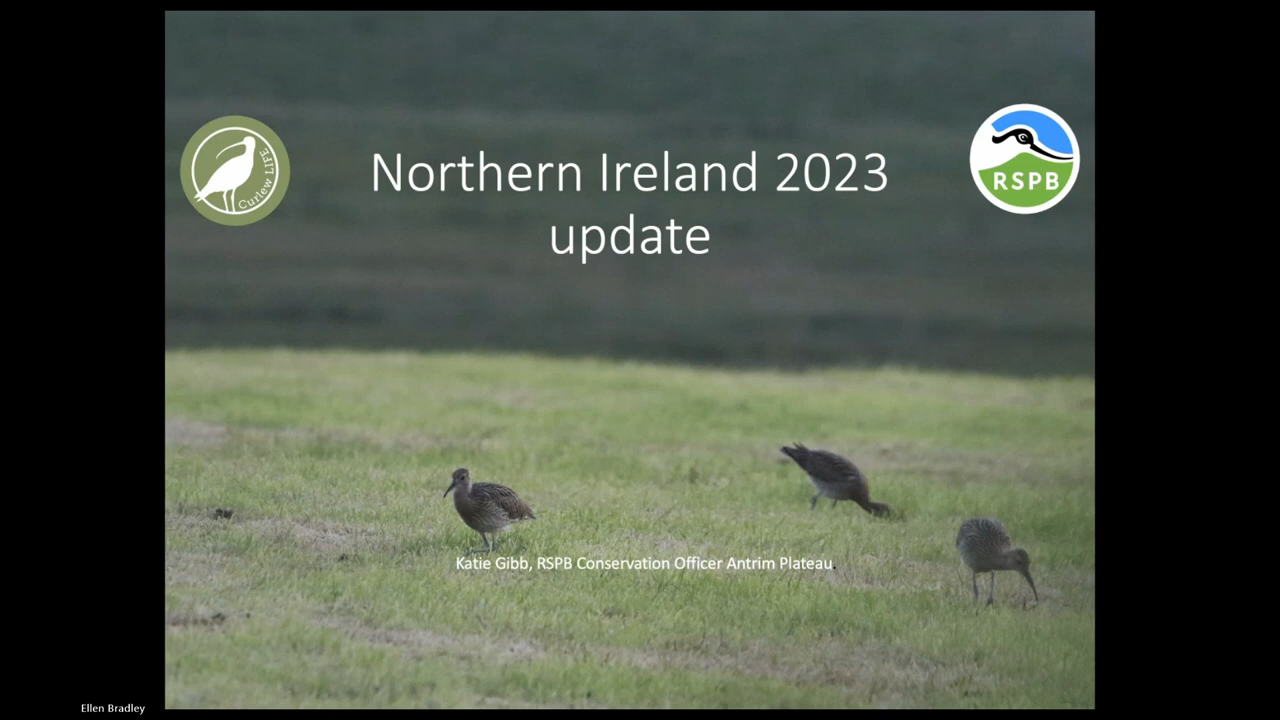 Northern Ireland 2023
update
Curlew LIFE
RSPB
Katie Gibb, RSPB Conservation Officer Antrim Plateau.
Ellen Bradley